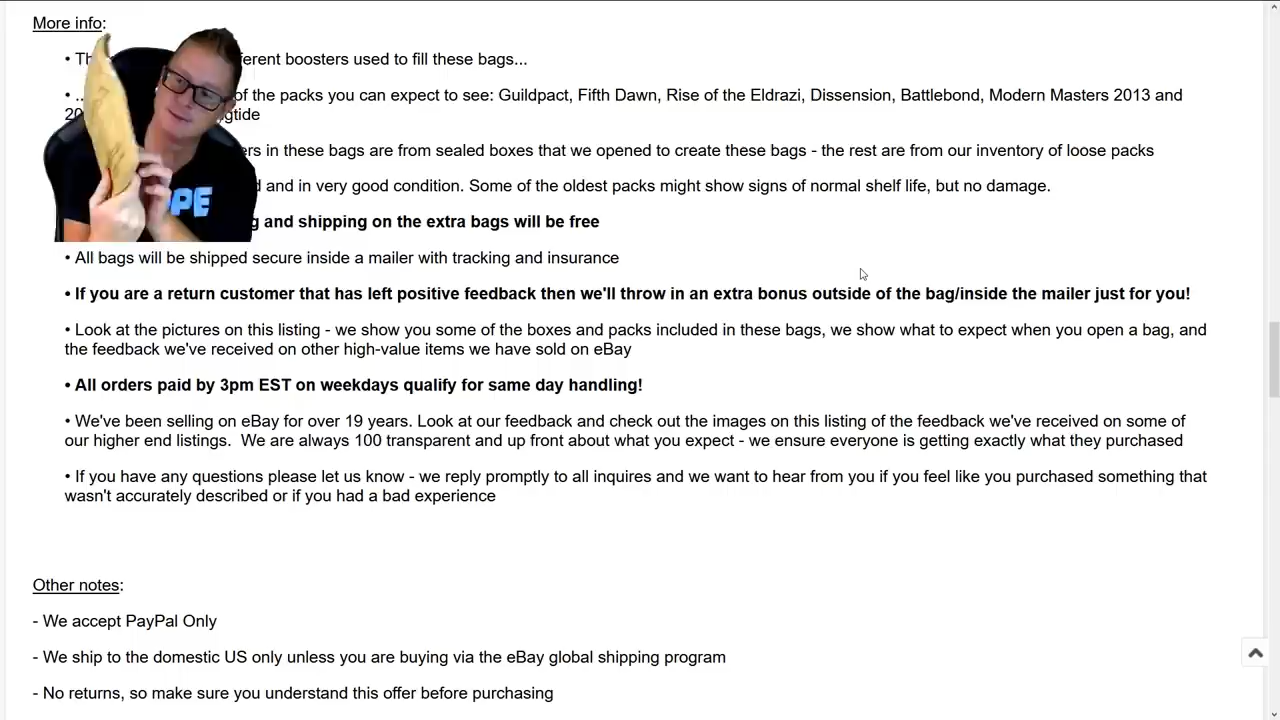 More info:
• Th
ferent boosters used to fill these bags...
• ..
of the packs you can expect to see: Guildpact, Fifth Dawn, Rise of the Eldrazi, Dissension, Battlebond, Modern Masters 2013 and
20
gtide
ers in these bags are from sealed boxes that we opened to create these bags - the rest are from our inventory of loose packs
d and in very good condition. Some of the oldest packs might show signs of normal shelf life, but no damage.
g and shipping on the extra bags will be free
PE
• All bags will be shipped secure inside a mailer with tracking and insurance
• If you are a return customer that has left positive feedback then we'll throw in an extra bonus outside of the bag/inside the mailer just for you!
• Look at the pictures on this listing - we show you some of the boxes and packs included in these bags, we show what to expect when you open a bag, and
the feedback we've received on other high-value items we have sold on eBay
• All orders paid by 3pm EST on weekdays qualify for same day handling!
• We've been selling on eBay for over 19 years. Look at our feedback and check out the images on this listing of the feedback we've received on some of
our higher end listings.  We are always 100 transparent and up front about what you expect - we ensure everyone is getting exactly what they purchased
• If you have any questions please let us know - we reply promptly to all inquires and we want to hear from you if you feel like you purchased something that
wasn't accurately described or if you had a bad experience
Other notes:
- We accept PayPal Only
- We ship to the domestic US only unless you are buying via the eBay global shipping program
- No returns, so make sure you understand this offer before purchasing